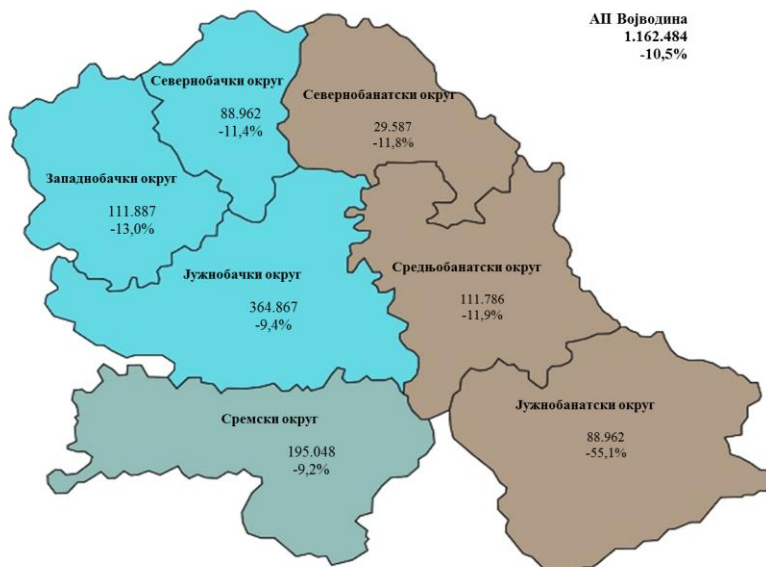 АП Војводина
1.162.484
-10,5%
Севернобачки округ
88.962
-11,4%
Севернобанатски округ
29.587
-11,8%
Западнобачки округ
111.887
-13,0%
Јужнобачки округ
364.867
-9,4%
Средњобанатски округ
111.786
-11,9%
Сремски округ
195.048
-9,2%
Јужнобанатски округ
88.962
-55,1%